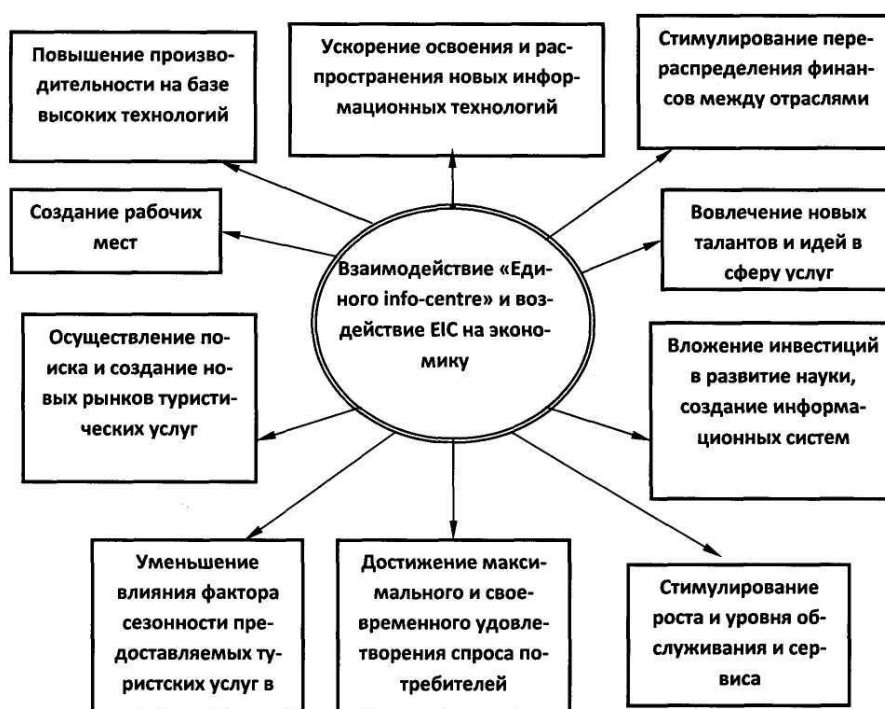 Повышение произво-
дительности на базе
высоких технологий
Ускорение освоения и рас-
пространения новых инфор-
мационных технологий
Стимулирование пере-
распределения финан-
сов между отраслями
Создание рабочих
мест
Взаимодействие «Еди-
ного info-centre» и воз-
действие EIC на эконо-
мику
Вовлечение новых
талантов и идей в
сферу услуг
Осуществление по-
иска и создание но-
вых рынков туристи-
ческих услуг
Вложение инвестиций
в развитие науки,
создание информа-
ционных систем
Уменьшение
влияния фактора
сезонности пре-
доставляемых ту-
ристских услуг в
Достижение макси-
мального и свое-
временного удовле-
творения спроса по-
требителей
Стимулирование
роста и уровня об-
служивания и сер-
виса